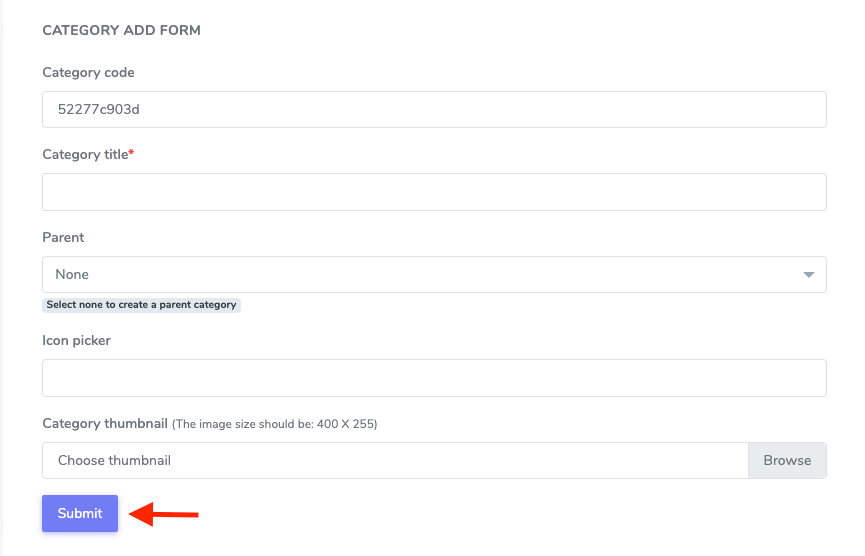 CATEGORY ADD FORM
Category code
52277c903d
Category title*
Parent
None
Select none to create a parent category
Icon picker
Category thumbnail (The image size should be: 400 X 255)
Choose thumbnail Browse
Submit